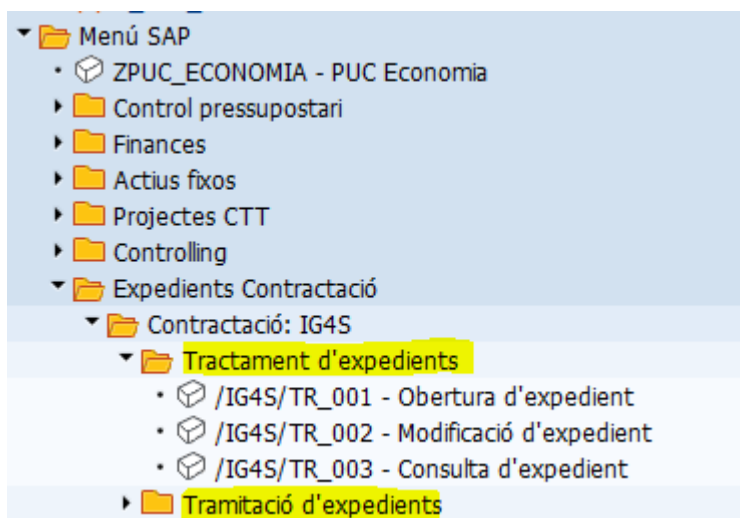 Menú SAP
ZPUC_ECONOMIA - PUC Economia
Control pressupostari
Finances
Actius fixos
Projectes CTT
Controlling
Expedients Contractació
Contractació: IG4S
Tractament d'expedients
/IG4S/TR_001 - Obertura d'expedient
/IG4S/TR_002 - Modificació d'expedient
/IG4S/TR_003 - Consulta d'expedient
Tramitació d'expedients